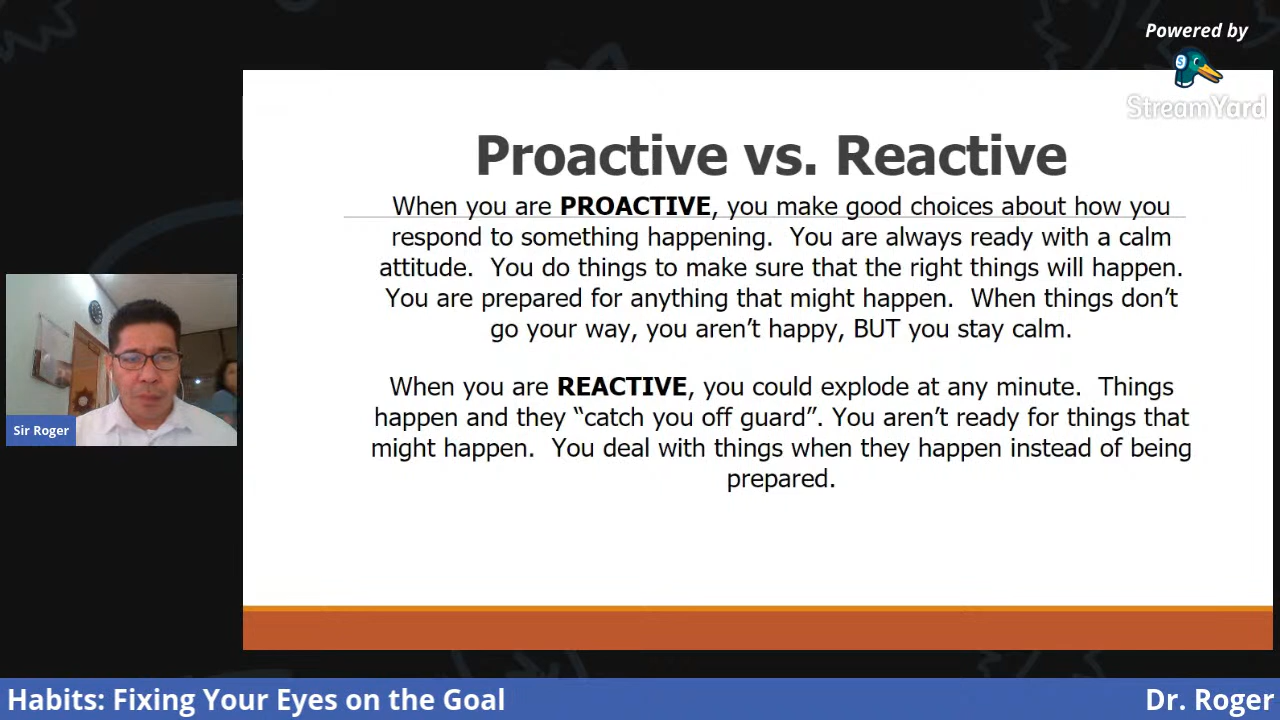 Powered by
StreamYard
Proactive vs. Reactive
When you are PROACTIVE, you make good choices about how you
respond to something happening.  You are always ready with a calm
attitude.  You do things to make sure that the right things will happen.
You are prepared for anything that might happen.  When things don’t
go your way, you aren’t happy, BUT you stay calm.
When you are REACTIVE, you could explode at any minute.  Things
happen and they “catch you off guard”. You aren’t ready for things that
might happen.  You deal with things when they happen instead of being
prepared.
Sir Roger
Habits: Fixing Your Eyes on the Goal
Dr. Roger